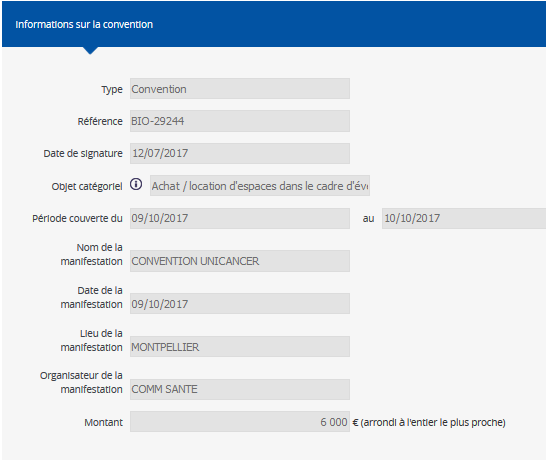 Informations sur la convention
Type Convention
Référence BIO-29244
Date de signature 12/07/2017
Objet catégoriel Achat / location d'espaces dans le cadre d'évé
Période couverte du 09/10/2017 au 10/10/2017
Nom de la
manifestation CONVENTION UNICANCER
Date de la
manifestation 09/10/2017
Lieu de la
manifestation MONTPELLIER
Organisateur de la
manifestation COMM SANTE
Montant 6 000 € (arrondi à l'entier le plus proche)